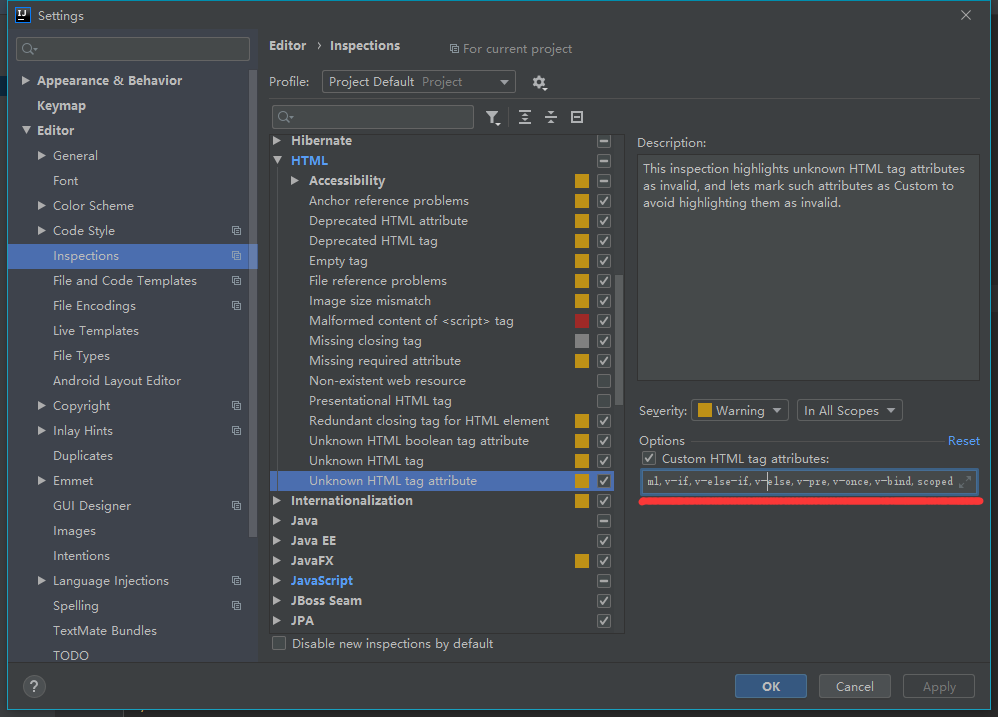 Settings
Editor › Inspections
For current project
Profile: Project Default Project
Appearance & Behavior
Keymap
Editor
General
Font
Color Scheme
Code Style
Inspections
File and Code Templates
File Encodings
Live Templates
File Types
Android Layout Editor
Copyright
Inlay Hints
Duplicates
Emmet
GUI Designer
Images
Intentions
Language Injections
Spelling
TextMate Bundles
TODO
Hibernate
HTML
Accessibility
Anchor reference problems
Deprecated HTML attribute
Deprecated HTML tag
Empty tag
File reference problems
Image size mismatch
Malformed content of <script> tag
Missing closing tag
Missing required attribute
Non-existent web resource
Presentational HTML tag
Redundant closing tag for HTML element
Unknown HTML boolean tag attribute
Unknown HTML tag
Unknown HTML tag attribute
Internationalization
Java
Java EE
JavaFX
JavaScript
JBoss Seam
JPA
Disable new inspections by default
Description:
This inspection highlights unknown HTML tag attributes
as invalid, and lets mark such attributes as Custom to
avoid highlighting them as invalid.
Severity: Warning In All Scopes
Options Reset
Custom HTML tag attributes:
ml,v-if,v-else-if,v-else,v-pre,v-once,v-bind,scoped
? OK Cancel Apply